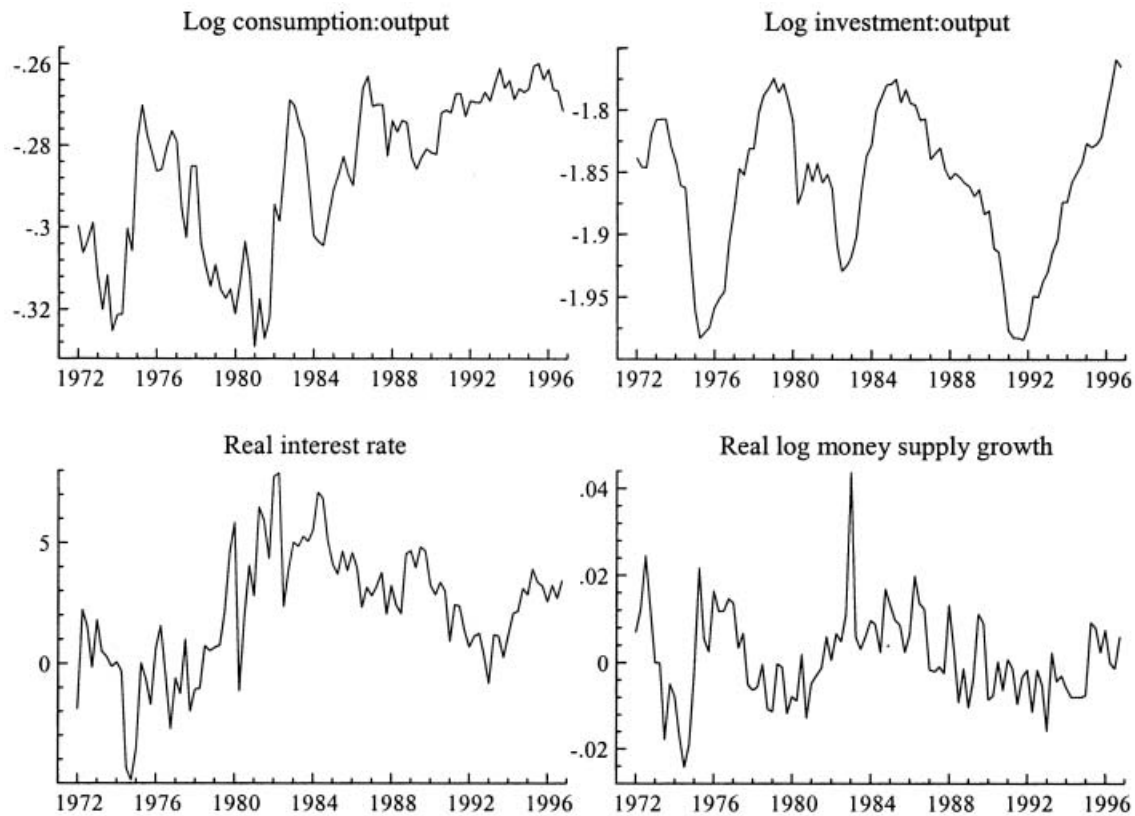 Log consumption:output
-.26
-.28
-.3
-.32
1972 1976 1980 1984 1988 1992 1996
Log investment:output
-1.8
-1.85
-1.9
-1.95
1972 1976 1980 1984 1988 1992 1996
Real interest rate
5
0
1972 1976 1980 1984 1988 1992 1996
Real log money supply growth
.04
.02
0
-.02
1972 1976 1980 1984 1988 1992 1996